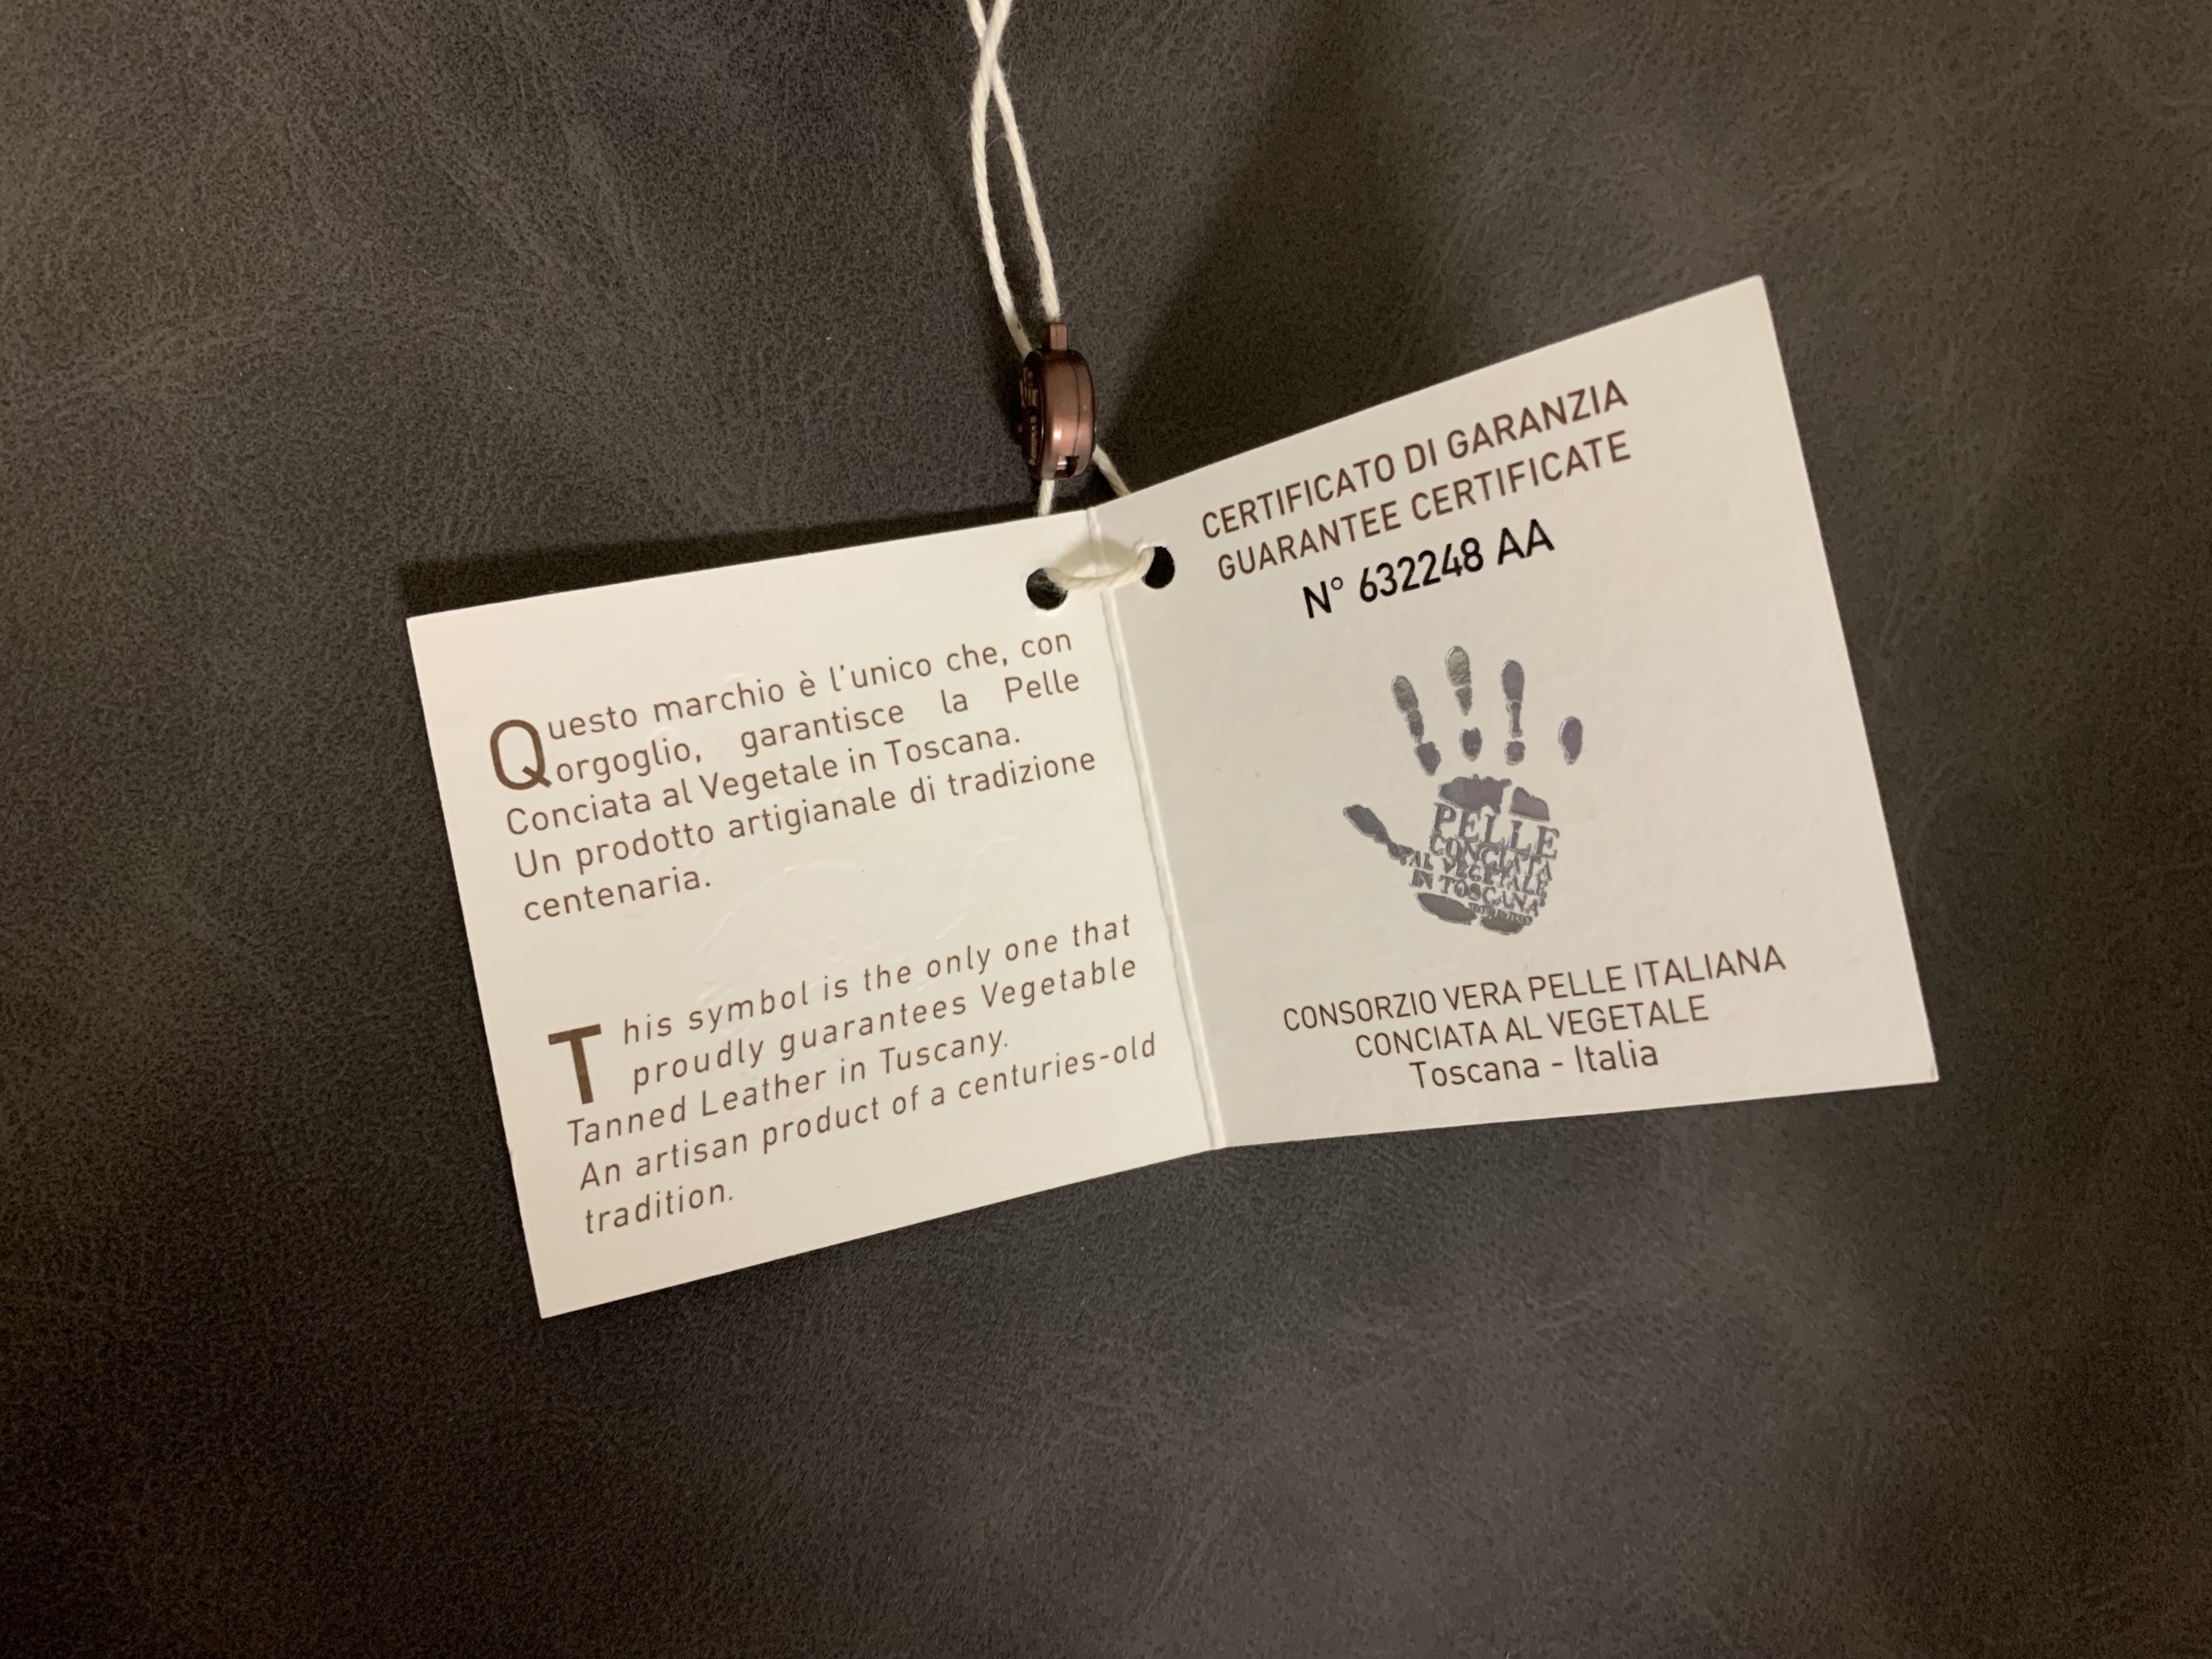 Questo marchio è l'unico che, con
orgoglio, garantisce la Pelle
Conciata al Vegetale in Toscana.
Un prodotto artigianale di tradizione
centenaria.
This symbol is the only one that
proudly guarantees Vegetable
Tanned Leather in Tuscany.
An artisan product of a centuries-old
tradition.
CERTIFICATO DI GARANZIA
GUARANTEE CERTIFICATE
N° 632248 AA
PELLE
CONCIATA
AL VEGETALE
IN TOSCANA
CONSORZIO VERA PELLE ITALIANA
CONCIATA AL VEGETALE
Toscana - Italia